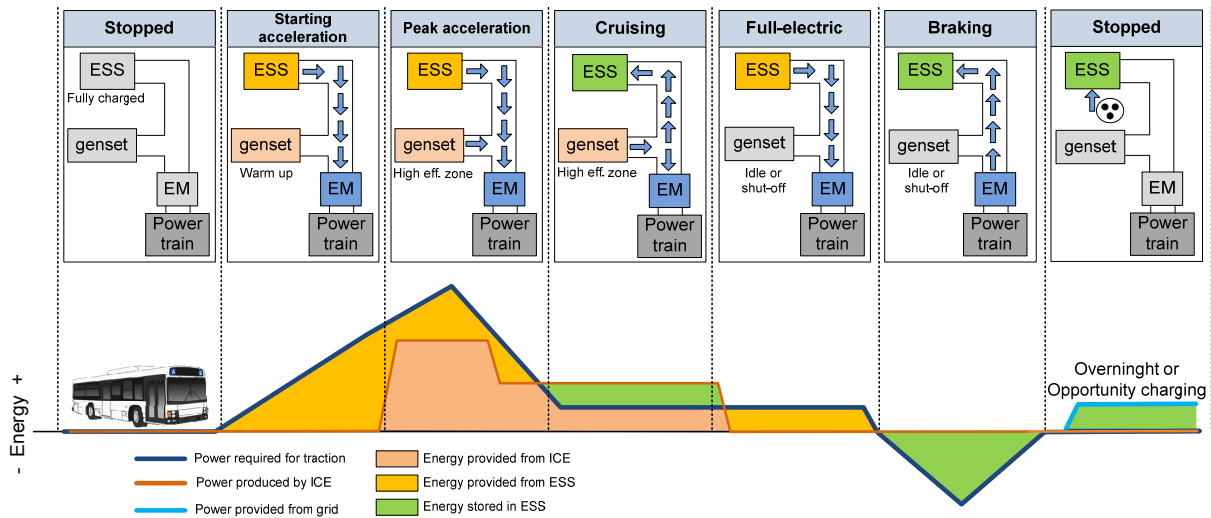 Stopped
ESS
Fully charged
genset
EM
Power
train
Starting
acceleration
ESS
genset
Warm up
EM
Power
train
Peak acceleration
ESS
genset
High eff. zone
EM
Power
train
Cruising
ESS
genset
High eff. zone
EM
Power
train
Full-electric
ESS
genset
Idle or
shut-off
EM
Power
train
Braking
ESS
genset
Idle or
shut-off
EM
Power
train
Stopped
ESS
genset
EM
Power
train
- Energy +
Overninght or
Opportunity charging
Power required for traction
Power produced by ICE
Power provided from grid
Energy provided from ICE
Energy provided from ESS
Energy stored in ESS